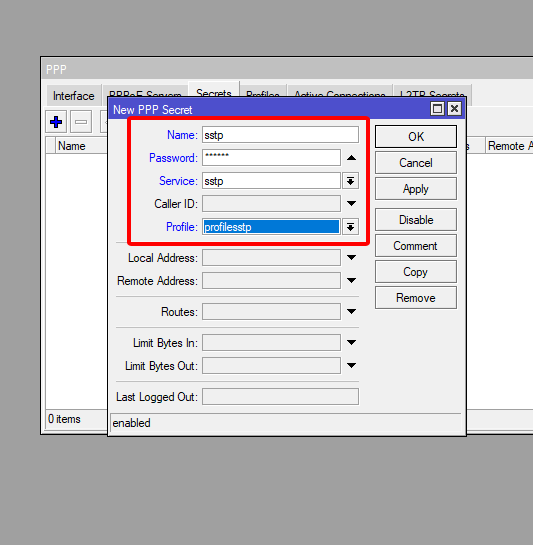 PPP
Interface PPPoE Servers Secrets Profiles Active Connections L2TP Secrets
Name Remote A
New PPP Secret
Name: sstp
Password: ******
Service: sstp
Caller ID:
Profile: profilesstp
Local Address:
Remote Address:
Routes:
Limit Bytes In:
Limit Bytes Out:
Last Logged Out:
enabled
OK
Cancel
Apply
Disable
Comment
Copy
Remove
0 items